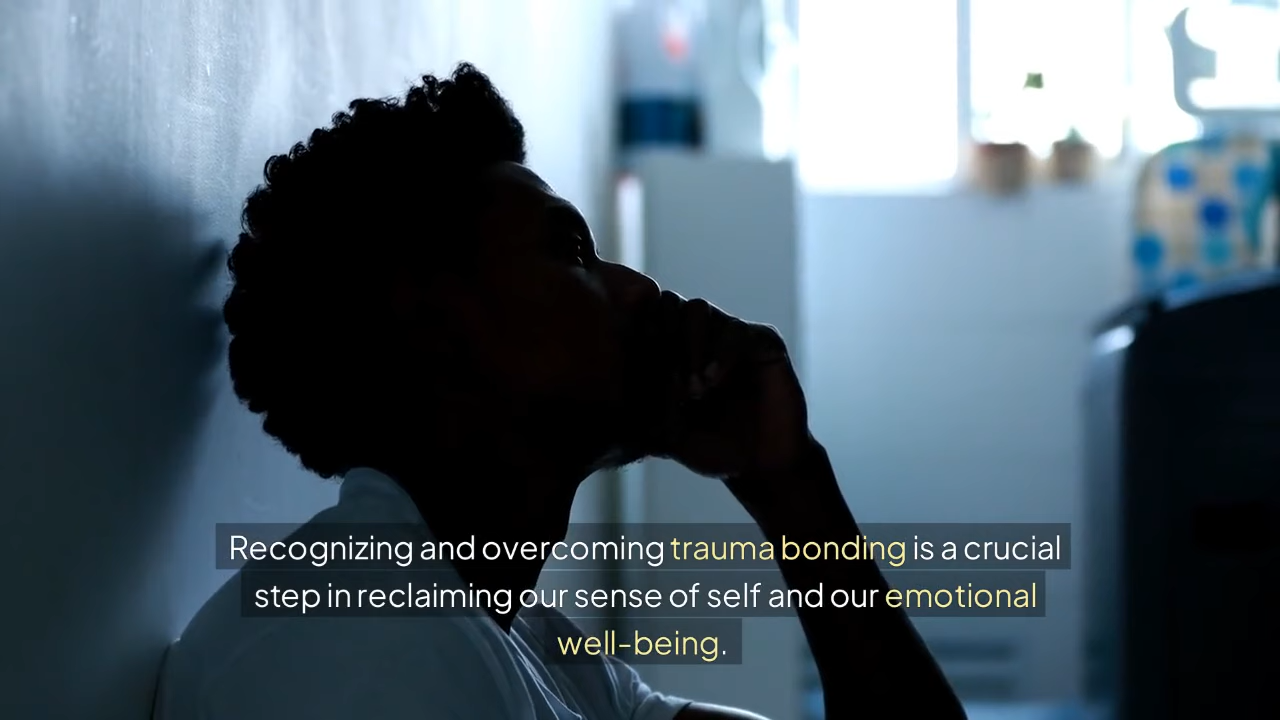 Recognizing and overcoming trauma bonding is a crucial
step in reclaiming our sense of self and our emotional
well-being.